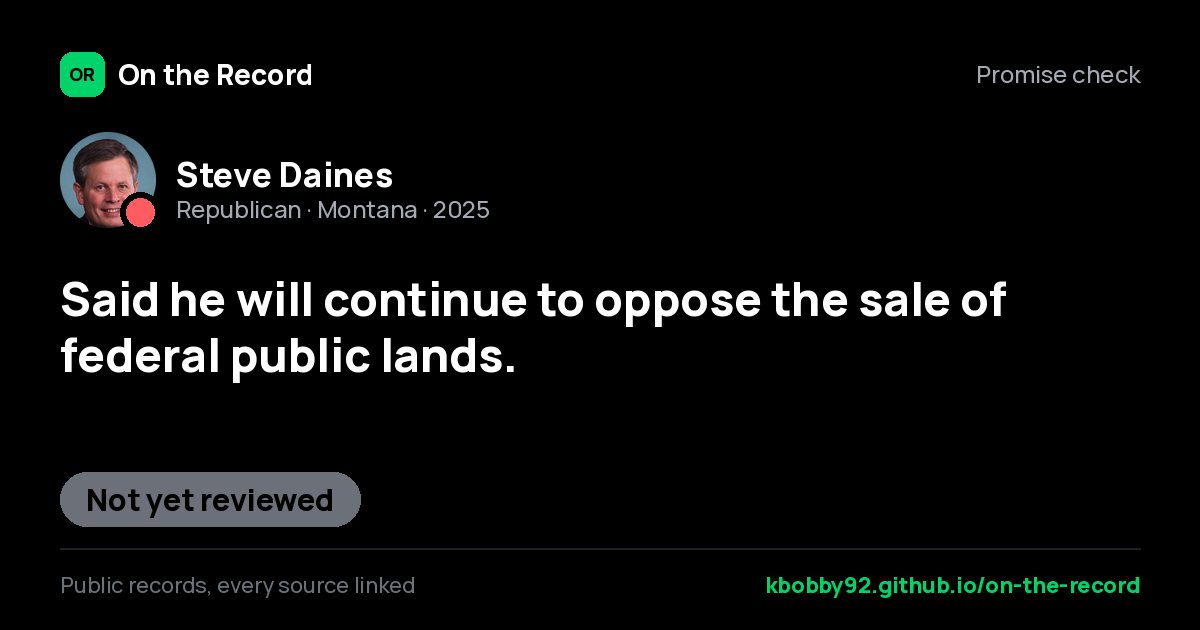 OR On the Record
Promise check
Steve Daines
Republican · Montana · 2025
Said he will continue to oppose the sale of
federal public lands.
Not yet reviewed
Public records, every source linked
kbobby92.github.io/on-the-record